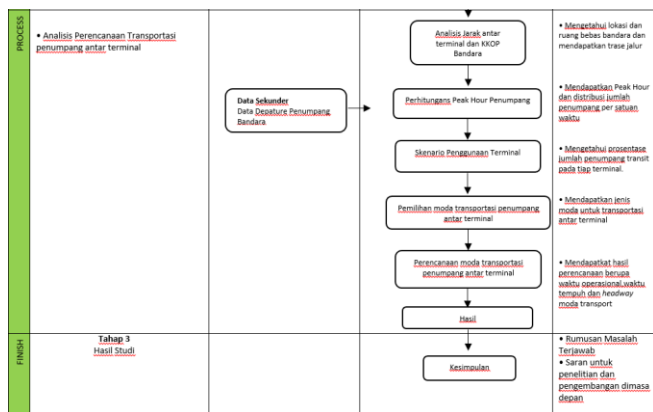 PROCESS
• Analisis Perencanaan Transportasi
penumpang antar terminal
Data Sekunder
Data Depature Penumpang
Bandara
Analisis Jarak antar
terminal dan KKOP
Bandara
Perhitungans Peak Hour Penumpang
Skenario Penggunaan Terminal
Pemilihan moda transportasi penumpang
antar terminal
Perencanaan moda transportasi
penumpang antar terminal
Hasil
• Mengetahui lokasi dan
ruang bebas bandara dan
mendapatkan trase jalur
• Mendapatkan Peak Hour
dan distribusi jumlah
penumpang per satuan
waktu
• Mengetahui prosentase
jumlah penumpang transit
pada tiap terminal.
• Mendapatkan jenis
moda untuk transportasi
antar terminal
• Mendapatkat hasil
perencanaan berupa
waktu operasional,waktu
tempuh dan headway
moda transport
FINISH
Tahap 3
Hasil Studi
Kesimpulan
• Rumusan Masalah
Terjawab
• Saran untuk
penelitian dan
pengembangan dimasa
depan